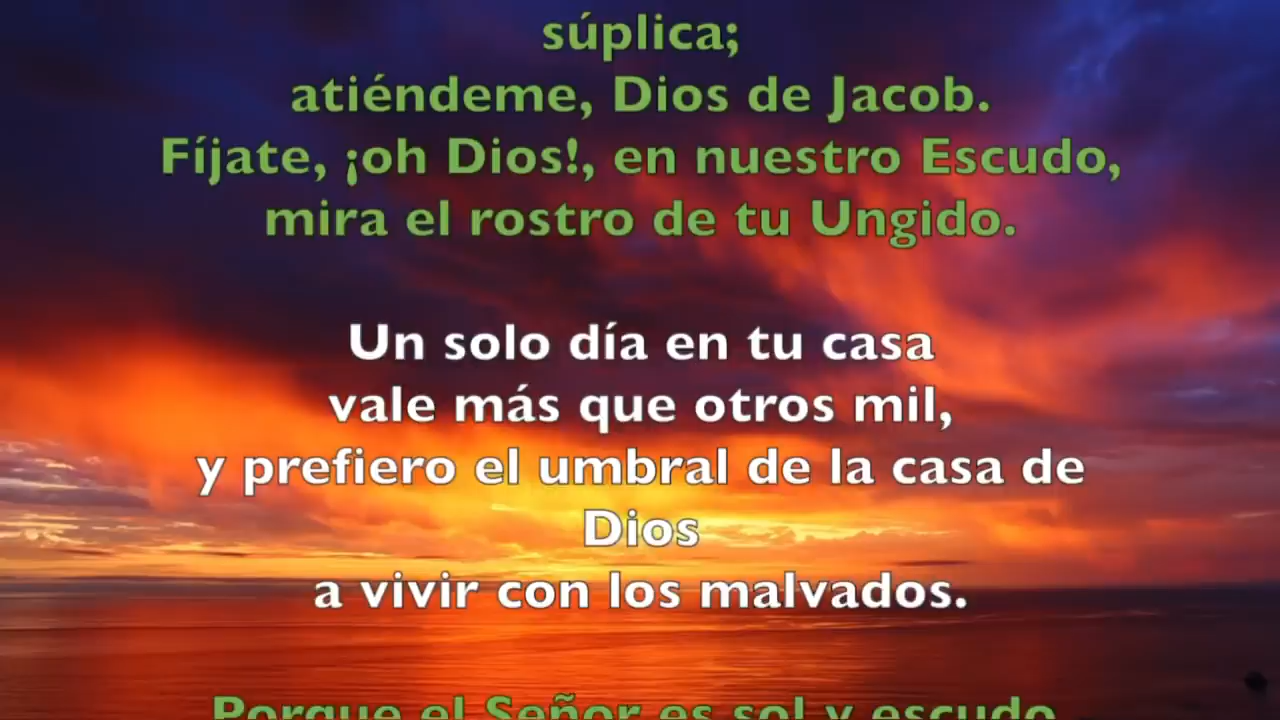 súplica;
atiéndeme, Dios de Jacob.
Fíjate, ¡oh Dios!, en nuestro Escudo,
mira el rostro de tu Ungido.
Un solo día en tu casa
vale más que otros mil,
y prefiero el umbral de la casa de
Dios
a vivir con los malvados.
Porque el Señor es sol y escudo